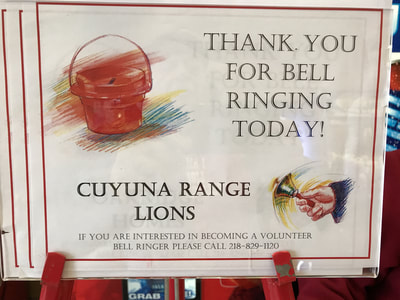 THANK YOU
FOR BELL
RINGING
TODAY!
CUYUNA RANGE
LIONS
IF YOU ARE INTERESTED IN BECOMING A VOLUNTEER
BELL RINGER PLEASE CALL 218-829-1120
GRAB